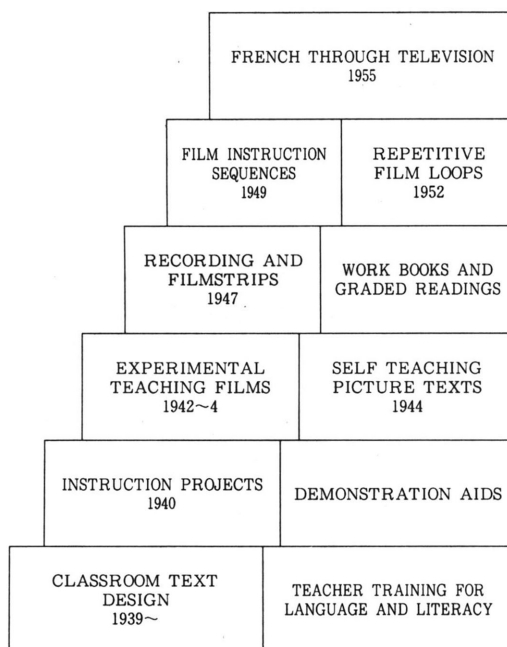 FRENCH THROUGH TELEVISION
1955
FILM INSTRUCTION
SEQUENCES
1949
REPETITIVE
FILM LOOPS
1952
RECORDING AND
FILMSTRIPS
1947
WORK BOOKS AND
GRADED READINGS
EXPERIMENTAL
TEACHING FILMS
1942～4
SELF TEACHING
PICTURE TEXTS
1944
INSTRUCTION PROJECTS
1940
DEMONSTRATION AIDS
CLASSROOM TEXT
DESIGN
1939～
TEACHER TRAINING FOR
LANGUAGE AND LITERACY